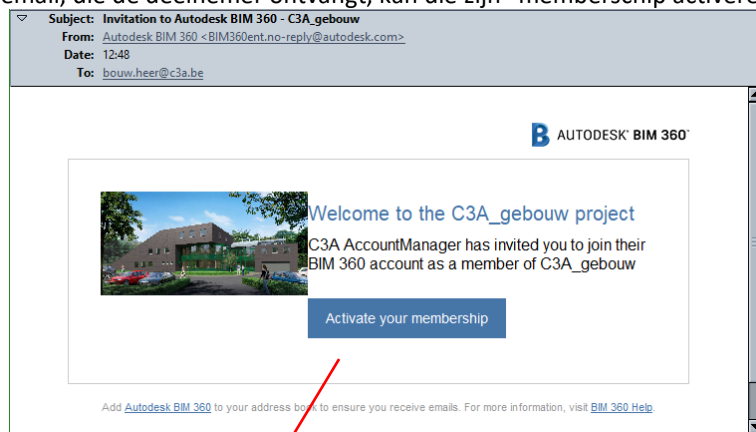 email, die de deelnemer ontvangt, kan die zijn "memberschip activere
Subject: Invitation to Autodesk BIM 360 - C3A_gebouw
From: Autodesk BIM 360 <BIM360ent.no-reply@autodesk.com>
Date: 12:48
To: bouw.heer@c3a.be
AUTODESK® BIM 360™
Welcome to the C3A_gebouw project
C3A AccountManager has invited you to join their
BIM 360 account as a member of C3A_gebouw
Activate your membership
Add Autodesk BIM 360 to your address book to ensure you receive emails. For more information, visit BIM 360 Help.